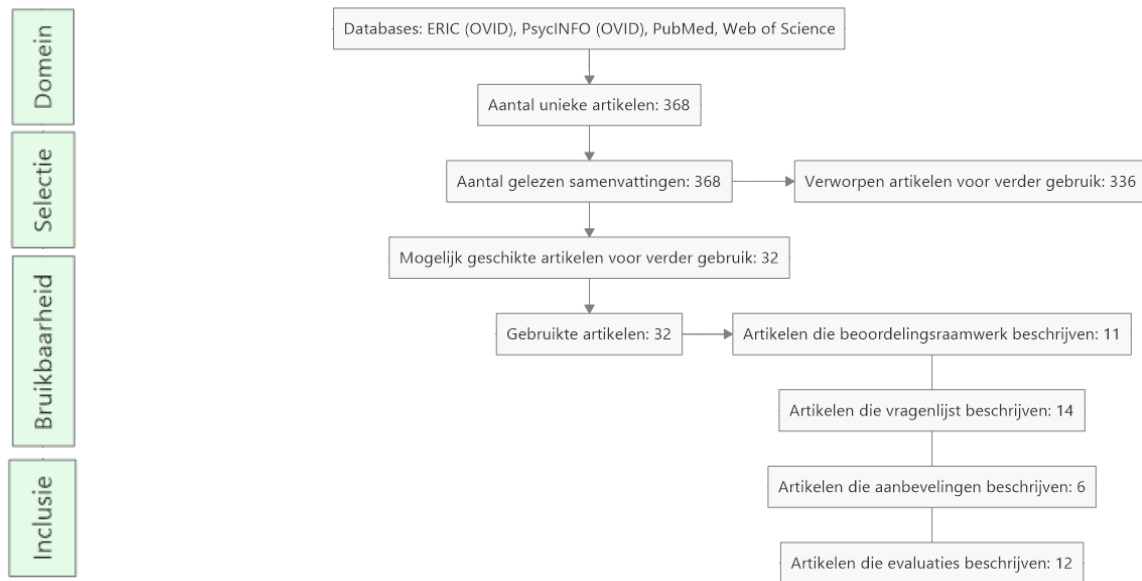 Domein
Databases: ERIC (OVID), PsycINFO (OVID), PubMed, Web of Science
Aantal unieke artikelen: 368
Selectie
Aantal gelezen samenvattingen: 368
Verworpen artikelen voor verder gebruik: 336
Bruikbaarheid
Mogelijk geschikte artikelen voor verder gebruik: 32
Gebruikte artikelen: 32
Artikelen die beoordelingsraamwerk beschrijven: 11
Artikelen die vragenlijst beschrijven: 14
Inclusie
Artikelen die aanbevelingen beschrijven: 6
Artikelen die evaluaties beschrijven: 12